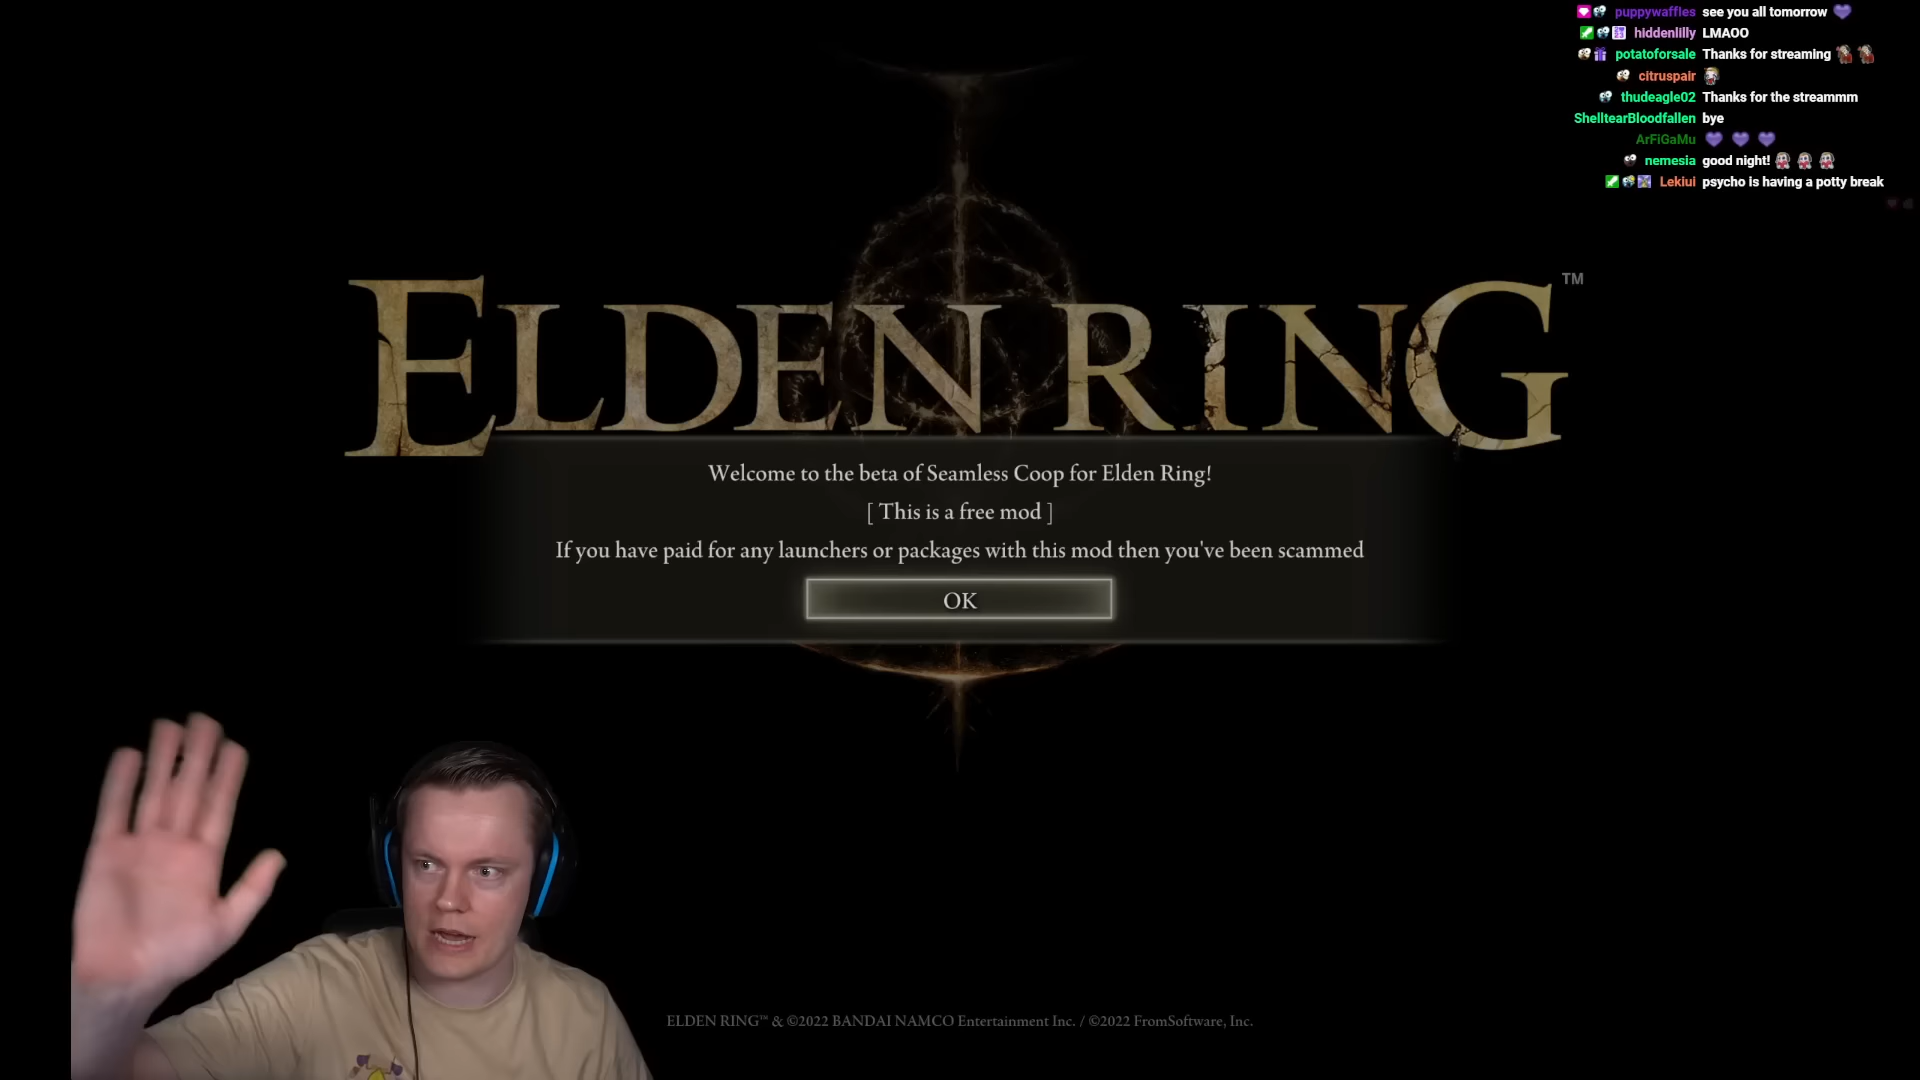 puppywaffles see you all tomorrow
hiddenlilly LMAOO
potatoforsale Thanks for streaming
citruspair
thudeagle02 Thanks for the streammm
ShelltearBloodfallen bye
ArFiGaMu
nemesia good night!
Lekiui psycho is having a potty break
ELDEN RING™
Welcome to the beta of Seamless Coop for Elden Ring!
[ This is a free mod ]
If you have paid for any launchers or packages with this mod then you've been scammed
OK
ELDEN RING™ & ©2022 BANDAI NAMCO Entertainment Inc. / ©2022 FromSoftware, Inc.